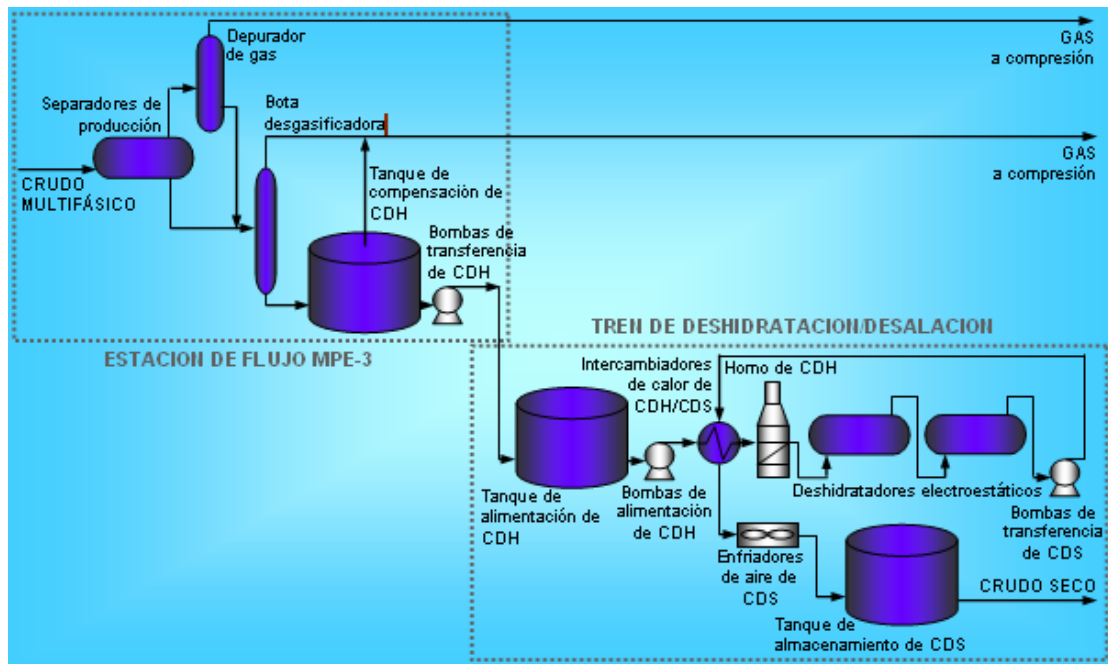 Depurador
de gas
GAS
a compresión
Separadores de
producción
Bota
desgasificadora
GAS
a compresión
CRUDO
MULTIFÁSICO
Tanque de
compensación de
CDH
Bombas de
transferencia
de CDH
ESTACION DE FLUJO MPE-3
TREN DE DESHIDRATACION/DESALACION
Intercambiadores
de calor de
CDH/CDS
Horno de CDH
Tanque de
alimentación de
CDH
Bombas de
alimentación
de CDH
Deshidratadores electroestáticos
Bombas de
transferencia
de CDS
Enfriadores
de aire de
CDS
CRUDO SECO
Tanque de
almacenamiento de CDS